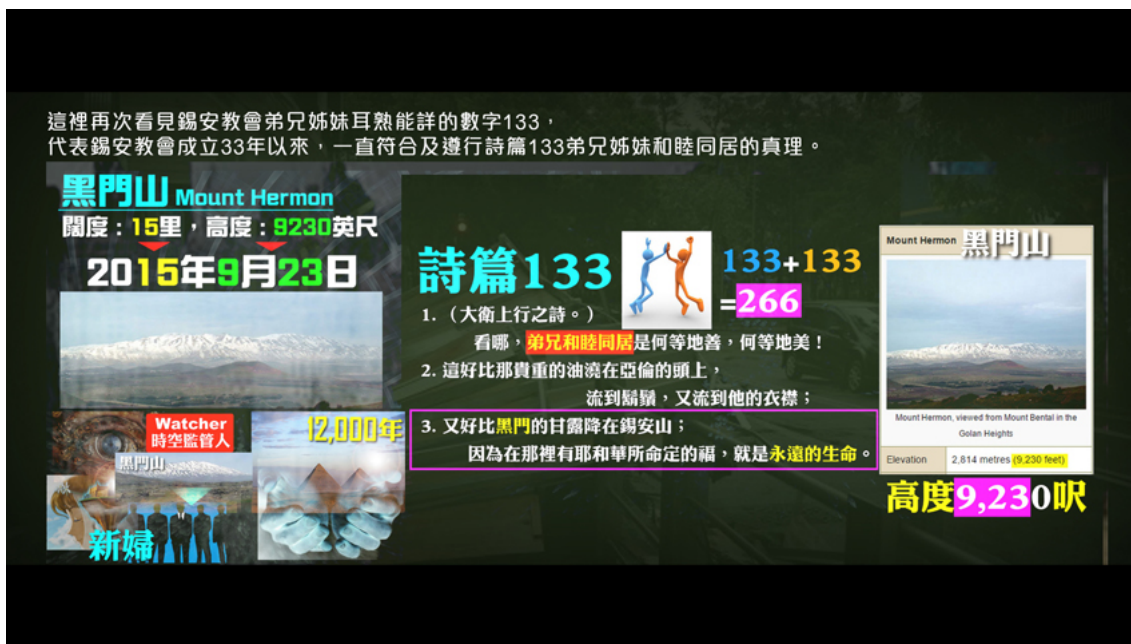 這裡再次看見錫安教會弟兄姊妹耳熟能詳的數字133，
代表錫安教會成立33年以來，一直符合及遵行詩篇133弟兄姊妹和睦同居的真理。
黑門山 Mount Hermon
闊度：15里，高度：9230英尺
2015年9月23日
Watcher
時空監管人
黑門山
新婦
12,000年
詩篇133
133+133
=266
1.（大衛上行之詩。）
看哪，弟兄和睦同居是何等地善，何等地美！
2. 這好比那貴重的油澆在亞倫的頭上，
流到鬍鬚，又流到他的衣襟；
3. 又好比黑門的甘露降在錫安山；
因為在那裡有耶和華所命定的福，就是永遠的生命。
Mount Hermon 黑門山
Mount Hermon, viewed from Mount Bental in the
Golan Heights
Elevation 2,814 metres (9,230 feet)
高度9,230呎